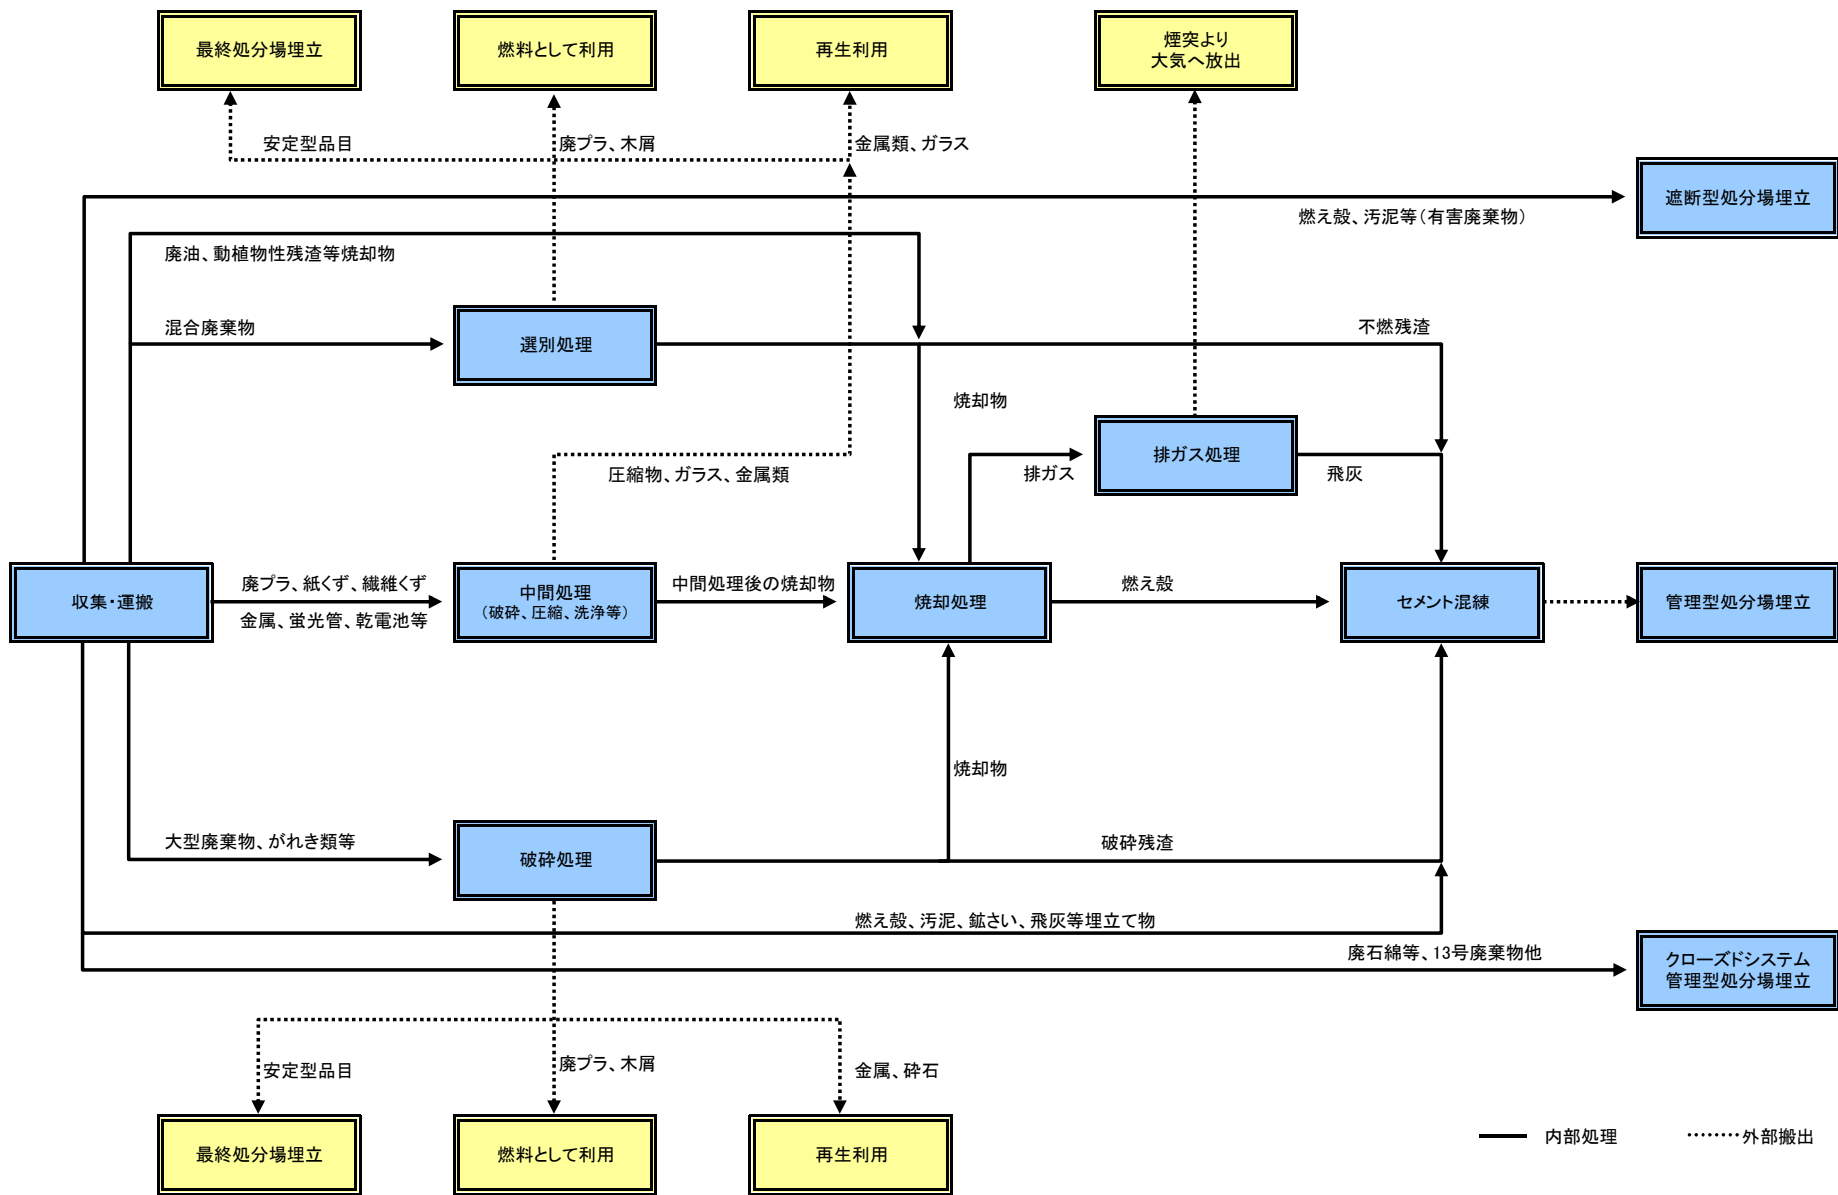 最終処分場埋立
燃料として利用
再生利用
煙突より
大気へ放出
安定型品目
廃プラ、木屑
金属類、ガラス
遮断型処分場埋立
燃え殻、汚泥等（有害廃棄物）
廃油、動植物性残渣等焼却物
混合廃棄物
選別処理
不燃残渣
焼却物
排ガス処理
圧縮物、ガラス、金属類
排ガス
飛灰
収集・運搬
廃プラ、紙くず、繊維くず
金属、蛍光管、乾電池等
中間処理
（破砕、圧縮、洗浄等）
中間処理後の焼却物
焼却処理
燃え殻
セメント混練
管理型処分場埋立
焼却物
大型廃棄物、がれき類等
破砕処理
破砕残渣
燃え殻、汚泥、鉱さい、飛灰等埋立て物
廃石綿等、13号廃棄物他
クローズドシステム
管理型処分場埋立
安定型品目
廃プラ、木屑
金属、砕石
最終処分場埋立
燃料として利用
再生利用
内部処理
外部搬出